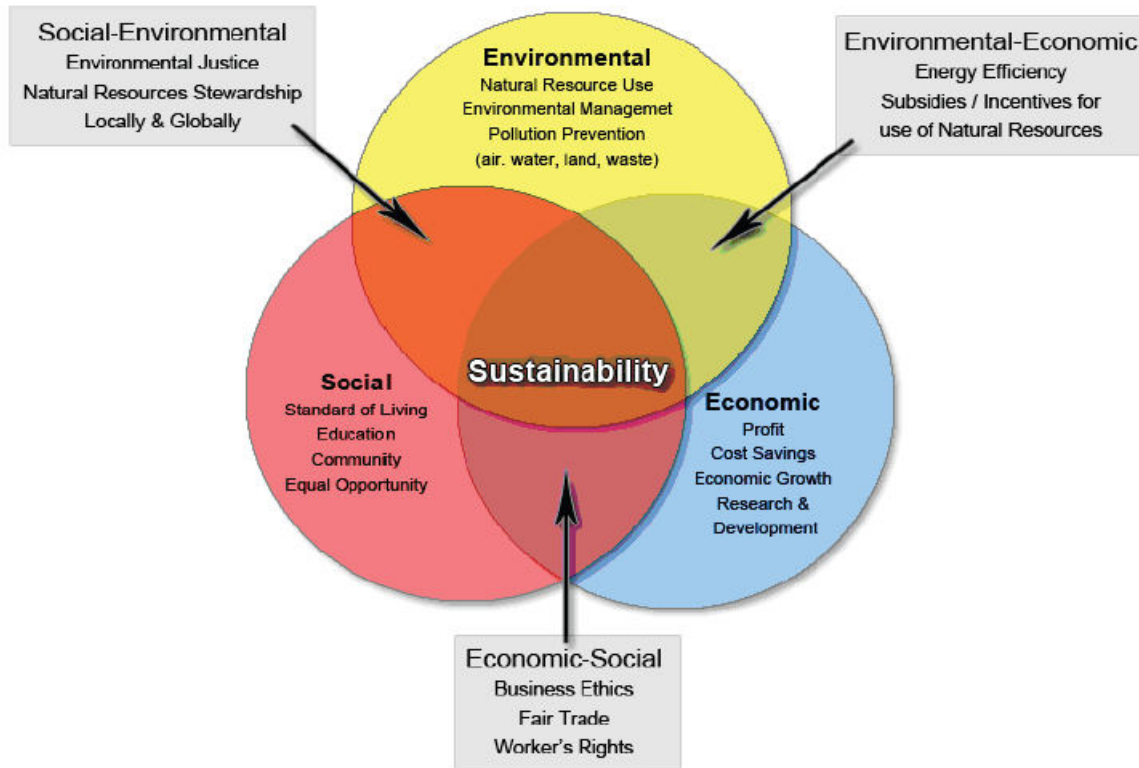 Social-Environmental
Environmental Justice
Natural Resources Stewardship
Locally & Globally
Environmental
Natural Resource Use
Environmental Managemet
Pollution Prevention
(air. water, land, waste)
Environmental-Economic
Energy Efficiency
Subsidies / Incentives for
use of Natural Resources
Sustainability
Social
Standard of Living
Education
Community
Equal Opportunity
Economic
Profit
Cost Savings
Economic Growth
Research &
Development
Economic-Social
Business Ethics
Fair Trade
Worker's Rights